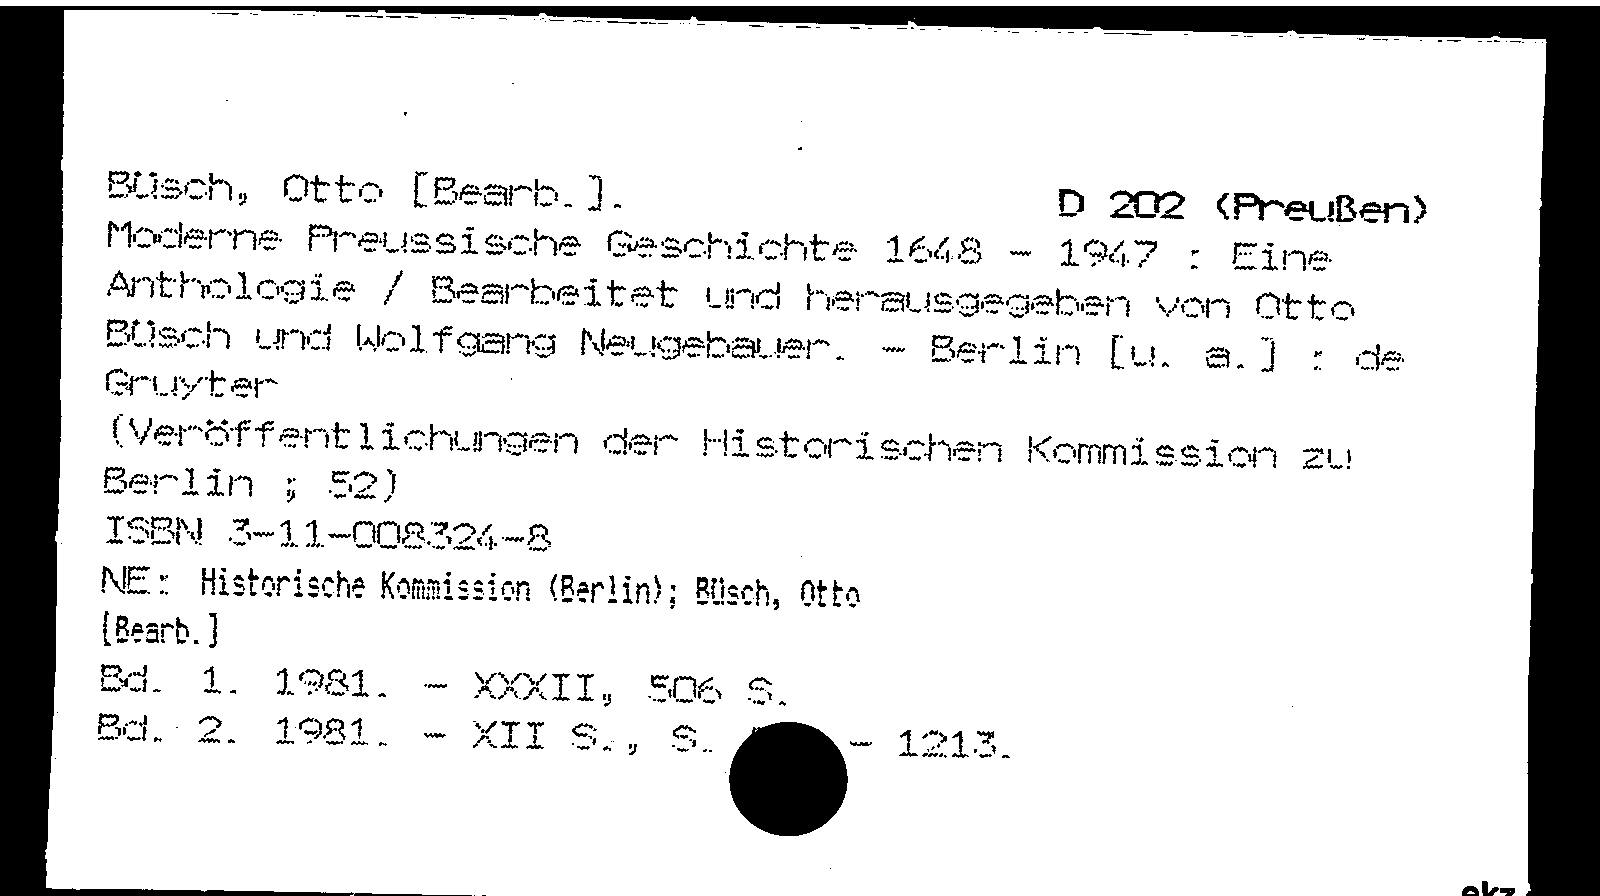 Büsch, Otto [Bearb.].
D 202 (Preußen)
Moderne Preussische Geschichte 1648 - 1947 : Eine
Anthologie / Bearbeitet und herausgegeben von Otto
Büsch und Wolfgang Neugebauer. - Berlin [u. a.] : de
Gruyter
(Veröffentlichungen der Historischen Kommission zu
Berlin ; 52)
ISBN 3-11-008324-8
NE: Historische Kommission (Berlin); Büsch, Otto
[Bearb.]
Bd. 1. 1981. - XXXII, 506 S.
Bd. 2. 1981. - XII S., S. - 1213.
ekz